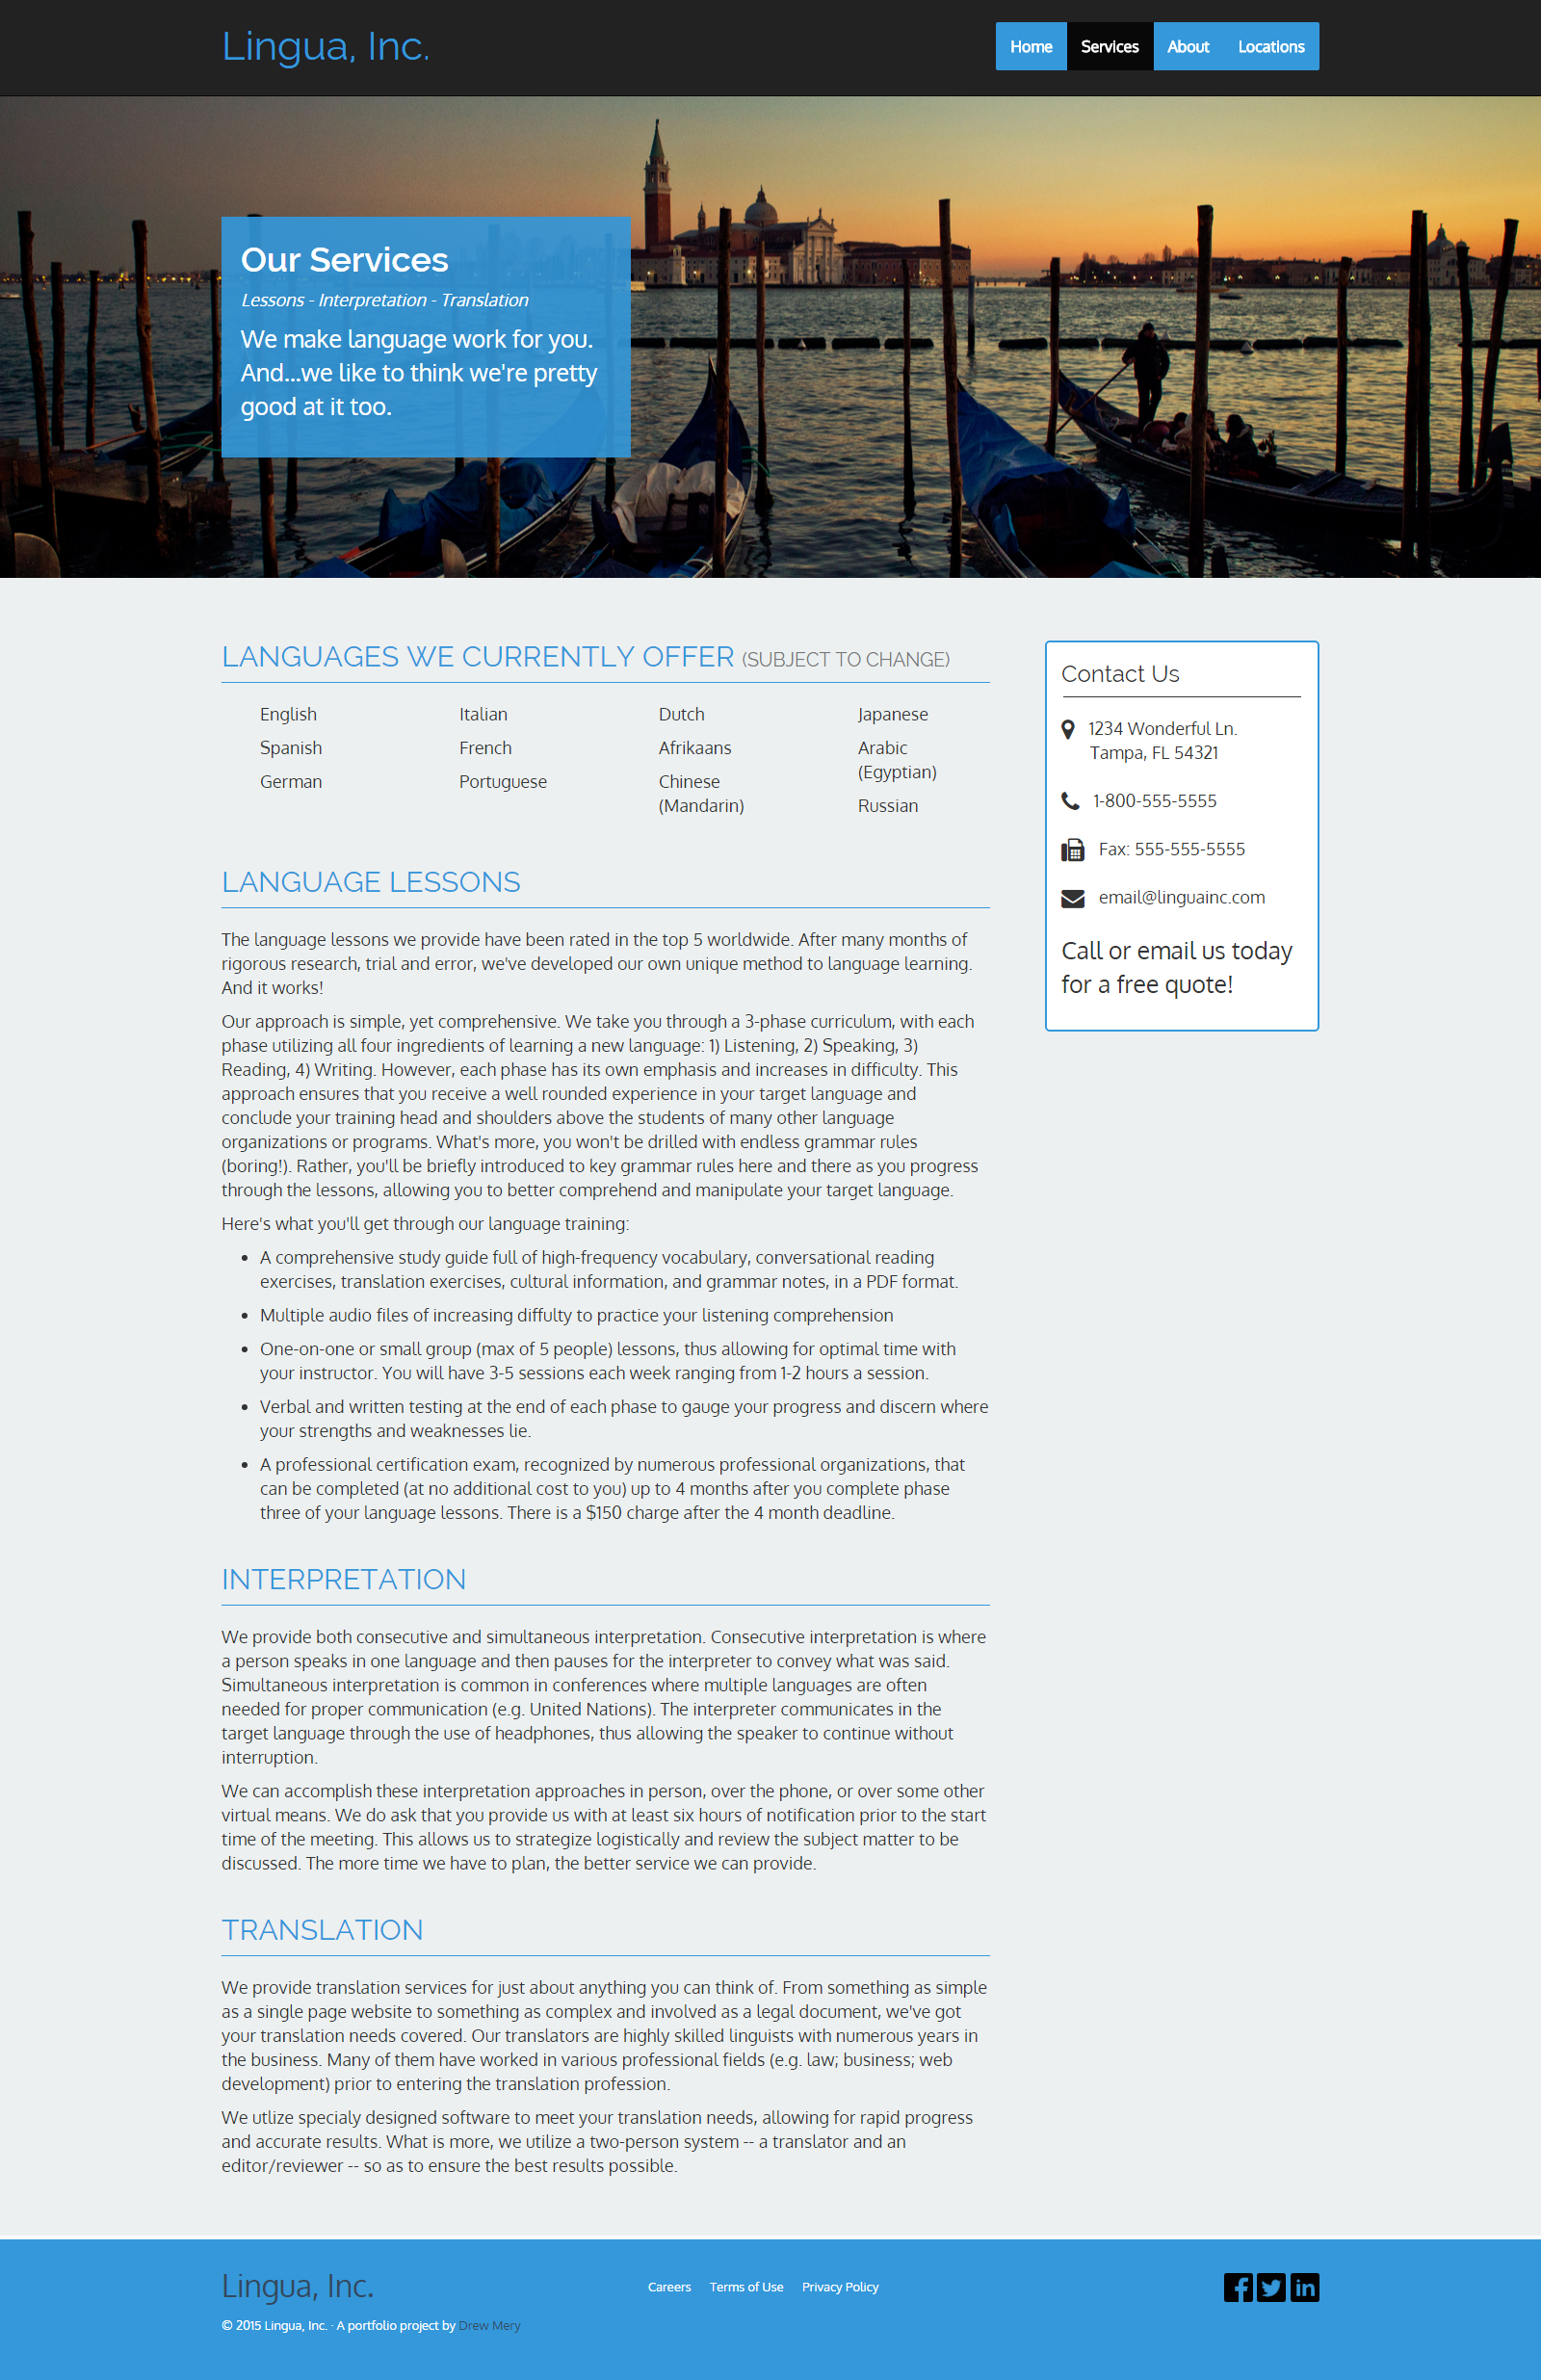 Lingua, Inc.
Home Services About Locations
Our Services
Lessons - Interpretation - Translation
We make language work for you.
And...we like to think we're pretty
good at it too.
LANGUAGES WE CURRENTLY OFFER (SUBJECT TO CHANGE)
English
Spanish
German
Italian
French
Portuguese
Dutch
Afrikaans
Chinese
(Mandarin)
Japanese
Arabic
(Egyptian)
Russian
Contact Us
1234 Wonderful Ln.
Tampa, FL 54321
1-800-555-5555
Fax: 555-555-5555
email@linguainc.com
Call or email us today
for a free quote!
LANGUAGE LESSONS
The language lessons we provide have been rated in the top 5 worldwide. After many months of
rigorous research, trial and error, we've developed our own unique method to language learning.
And it works!
Our approach is simple, yet comprehensive. We take you through a 3-phase curriculum, with each
phase utilizing all four ingredients of learning a new language: 1) Listening, 2) Speaking, 3)
Reading, 4) Writing. However, each phase has its own emphasis and increases in difficulty. This
approach ensures that you receive a well rounded experience in your target language and
conclude your training head and shoulders above the students of many other language
organizations or programs. What's more, you won't be drilled with endless grammar rules
(boring!). Rather, you'll be briefly introduced to key grammar rules here and there as you progress
through the lessons, allowing you to better comprehend and manipulate your target language.
Here's what you'll get through our language training:
• A comprehensive study guide full of high-frequency vocabulary, conversational reading
exercises, translation exercises, cultural information, and grammar notes, in a PDF format.
• Multiple audio files of increasing diffulty to practice your listening comprehension
• One-on-one or small group (max of 5 people) lessons, thus allowing for optimal time with
your instructor. You will have 3-5 sessions each week ranging from 1-2 hours a session.
• Verbal and written testing at the end of each phase to gauge your progress and discern where
your strengths and weaknesses lie.
• A professional certification exam, recognized by numerous professional organizations, that
can be completed (at no additional cost to you) up to 4 months after you complete phase
three of your language lessons. There is a $150 charge after the 4 month deadline.
INTERPRETATION
We provide both consecutive and simultaneous interpretation. Consecutive interpretation is where
a person speaks in one language and then pauses for the interpreter to convey what was said.
Simultaneous interpretation is common in conferences where multiple languages are often
needed for proper communication (e.g. United Nations). The interpreter communicates in the
target language through the use of headphones, thus allowing the speaker to continue without
interruption.
We can accomplish these interpretation approaches in person, over the phone, or over some other
virtual means. We do ask that you provide us with at least six hours of notification prior to the start
time of the meeting. This allows us to strategize logistically and review the subject matter to be
discussed. The more time we have to plan, the better service we can provide.
TRANSLATION
We provide translation services for just about anything you can think of. From something as simple
as a single page website to something as complex and involved as a legal document, we've got
your translation needs covered. Our translators are highly skilled linguists with numerous years in
the business. Many of them have worked in various professional fields (e.g. law; business; web
development) prior to entering the translation profession.
We utlize specialy designed software to meet your translation needs, allowing for rapid progress
and accurate results. What is more, we utilize a two-person system -- a translator and an
editor/reviewer -- so as to ensure the best results possible.
Lingua, Inc.
Careers Terms of Use Privacy Policy
© 2015 Lingua, Inc. · A portfolio project by Drew Mery